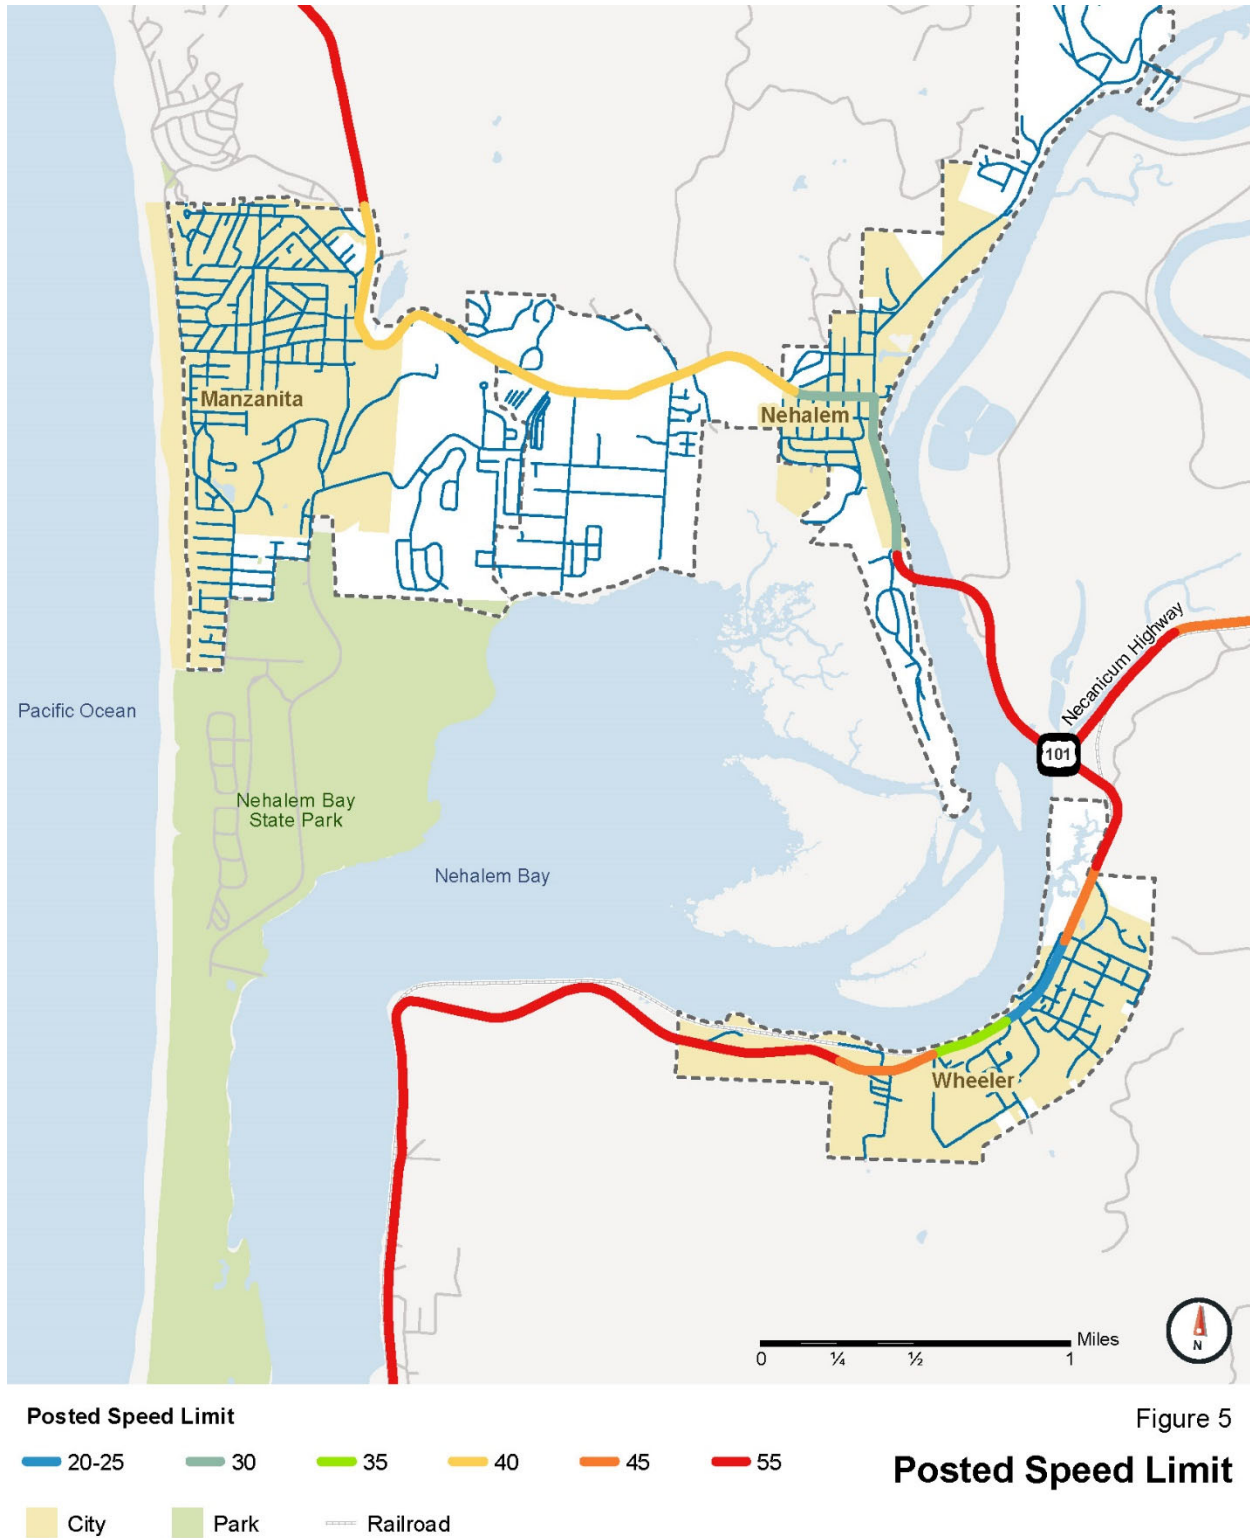 Manzanita
Nehalem
Pacific Ocean
Necanicum Highway
101
Nehalem Bay
State Park
Nehalem Bay
Wheeler
Miles
0 ¼ ½ 1
N
Posted Speed Limit
Figure 5
20-25 30 35 40 45 55
Posted Speed Limit
City Park Railroad